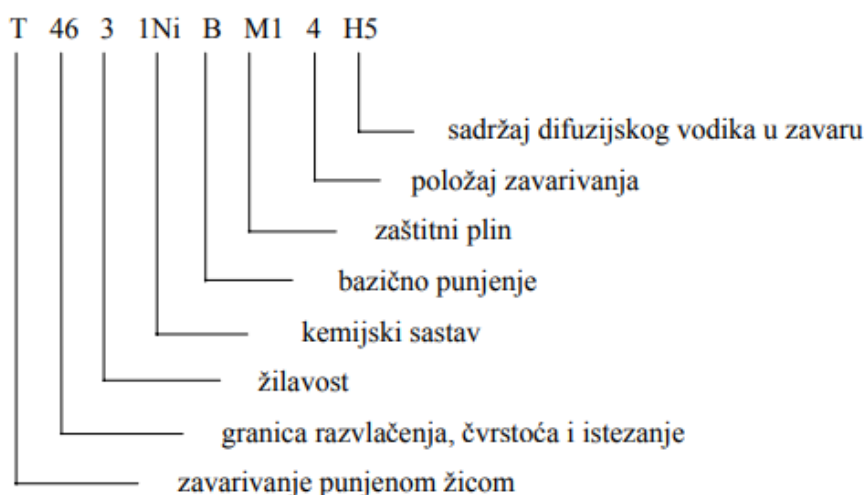 T 46 3 1Ni B M1 4 H5
sadržaj difuzijskog vodika u zavaru
položaj zavarivanja
zaštitni plin
bazično punjenje
kemijski sastav
žilavost
granica razvlačenja, čvrstoća i istezanje
zavarivanje punjenom žicom